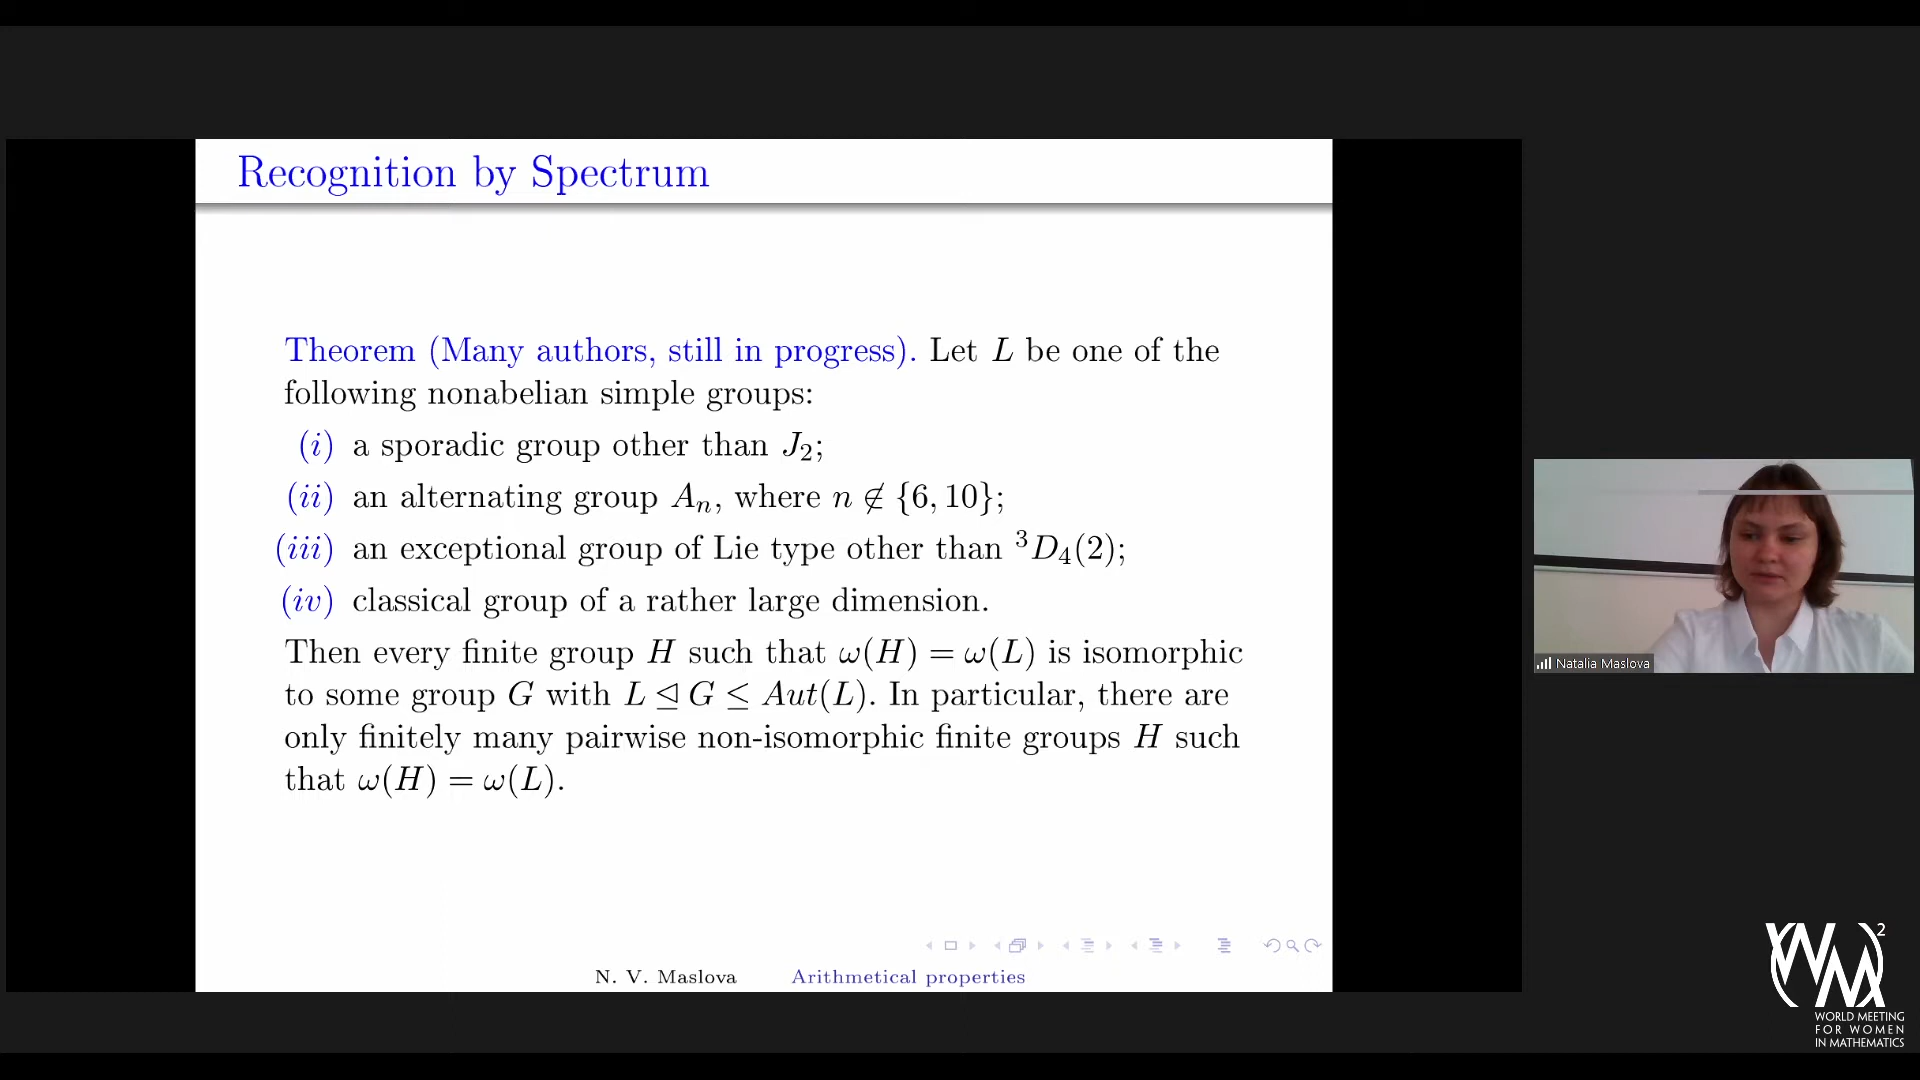 Recognition by Spectrum
Theorem (Many authors, still in progress). Let L be one of the
following nonabelian simple groups:
(i) a sporadic group other than J₂;
(ii) an alternating group Aₙ, where n ∉ {6, 10};
(iii) an exceptional group of Lie type other than ³D₄(2);
(iv) classical group of a rather large dimension.
Then every finite group H such that ω(H) = ω(L) is isomorphic
to some group G with L ⊴ G ≤ Aut(L). In particular, there are
only finitely many pairwise non-isomorphic finite groups H such
that ω(H) = ω(L).
N. V. Maslova Arithmetical properties
Natalia Maslova
WM²
WORLD MEETING
FOR WOMEN
IN MATHEMATICS